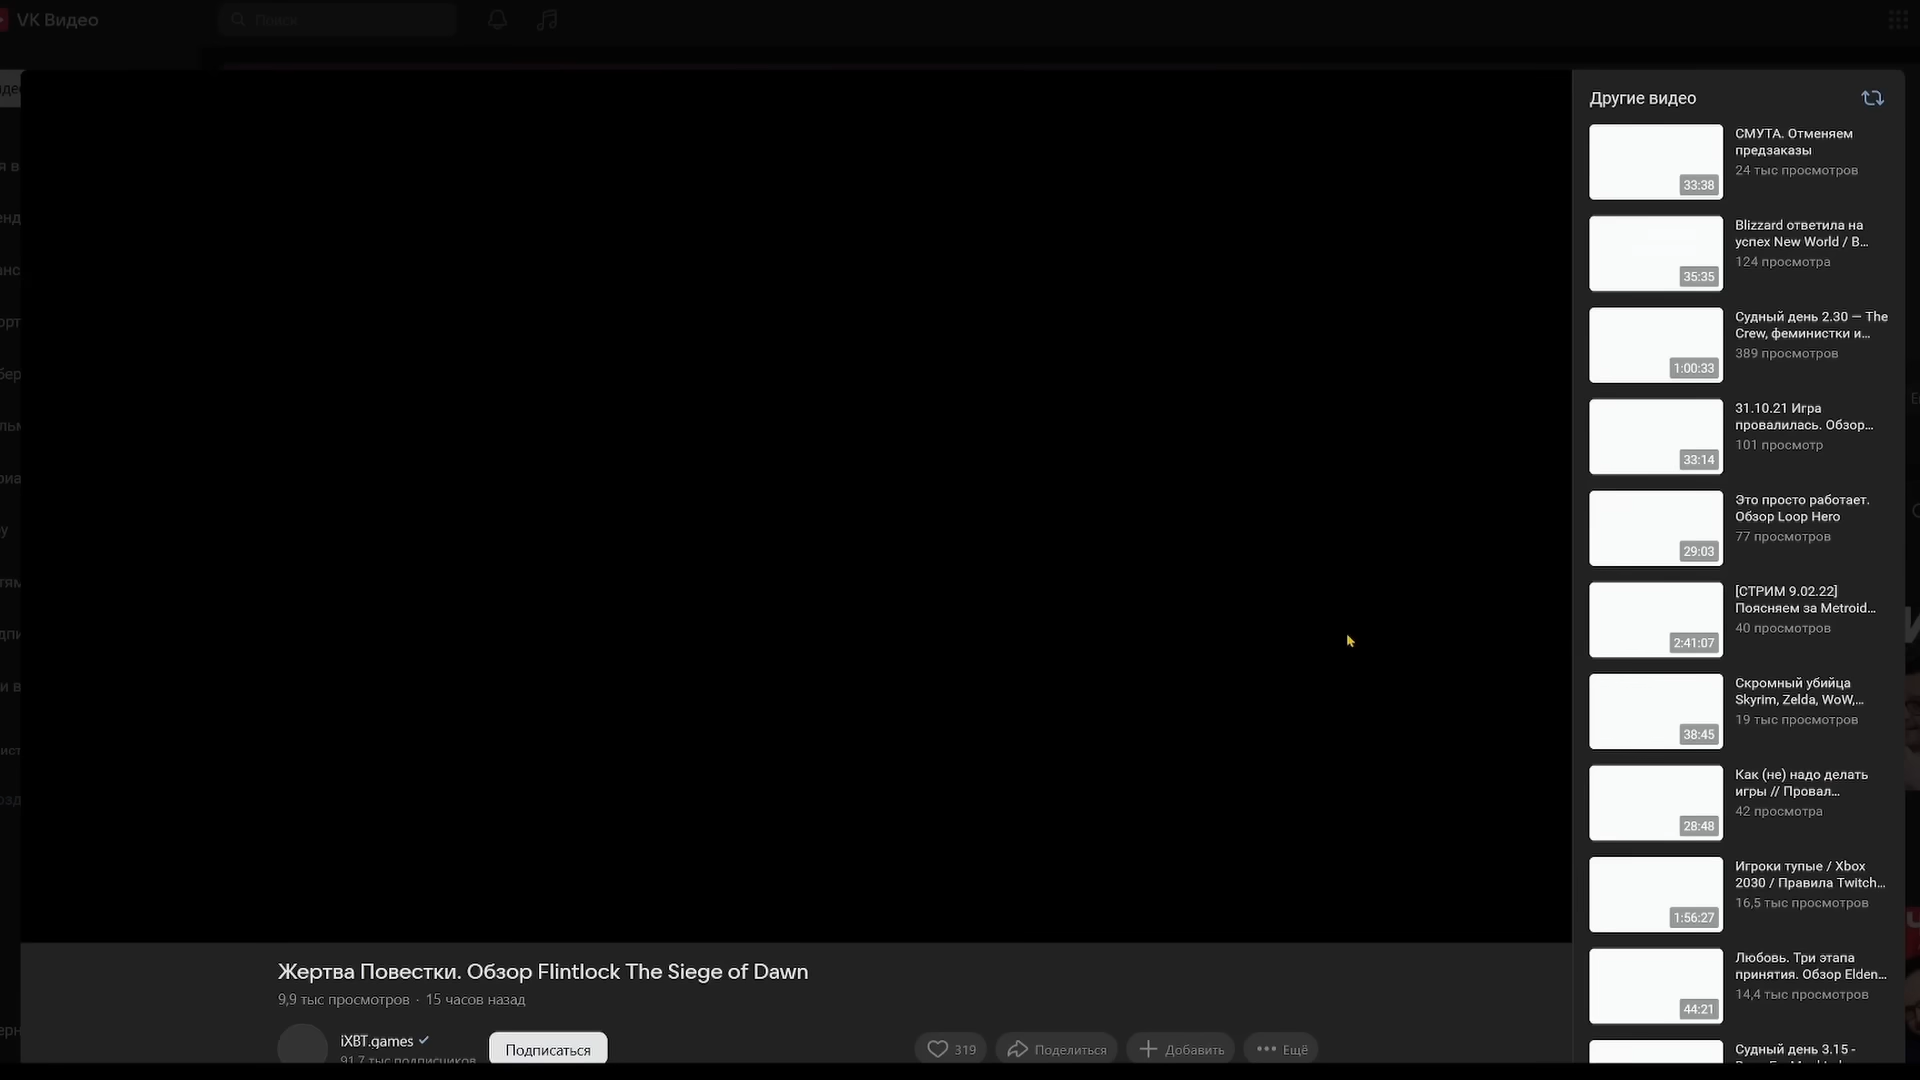 VK Видео
Поиск
Жертва Повестки. Обзор Flintlock The Siege of Dawn
9,9 тыс просмотров · 15 часов назад
iXBT.games
91,7 тыс подписчиков
Подписаться
319
Поделиться
Добавить
Ещё
Другие видео
СМУТА. Отменяем
предзаказы
24 тыс просмотров
33:38
Blizzard ответила на
успех New World / В...
124 просмотра
35:35
Судный день 2.30 — The
Crew, феминистки и...
389 просмотров
1:00:33
31.10.21 Игра
провалилась. Обзор...
101 просмотр
33:14
Это просто работает.
Обзор Loop Hero
77 просмотров
29:03
[СТРИМ 9.02.22]
Поясняем за Metroid...
40 просмотров
2:41:07
Скромный убийца
Skyrim, Zelda, WoW,...
19 тыс просмотров
38:45
Как (не) надо делать
игры // Провал...
42 просмотра
28:48
Игроки тупые / Xbox
2030 / Правила Twitch...
16,5 тыс просмотров
1:56:27
Любовь. Три этапа
принятия. Обзор Elden...
14,4 тыс просмотров
44:21
Судный день 3.15 -